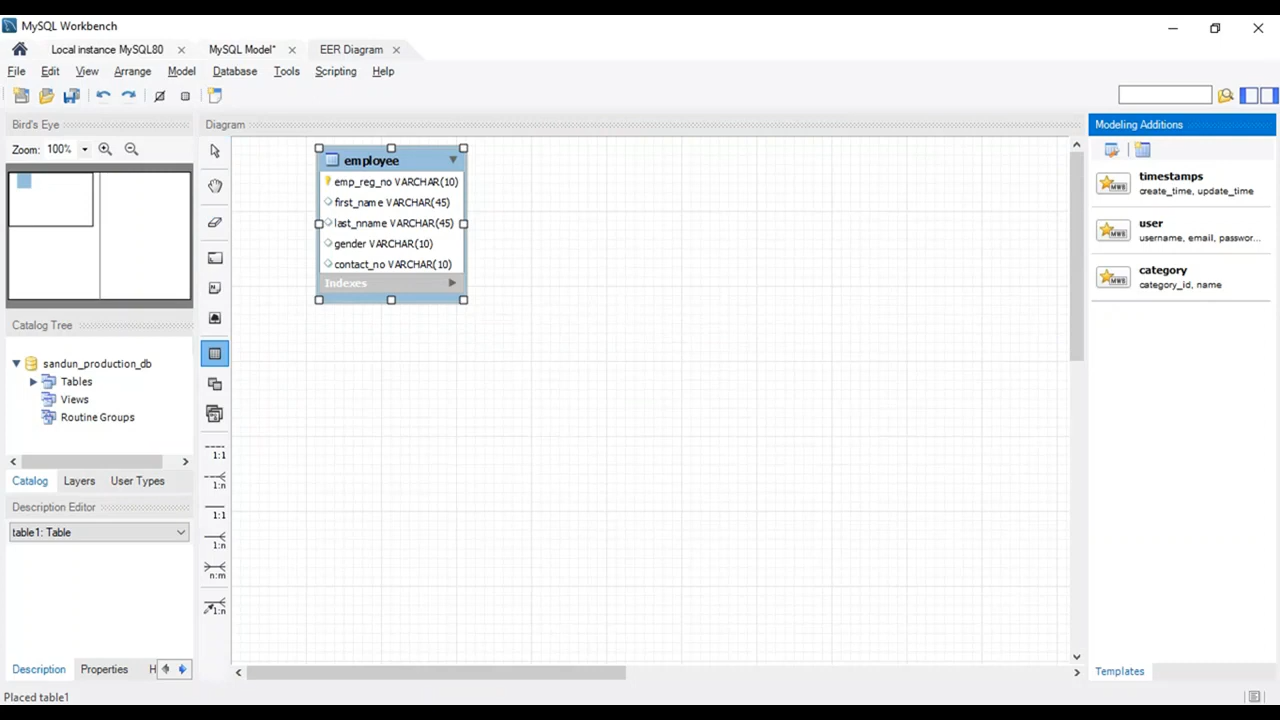 MySQL Workbench
Local instance MySQL80
MySQL Model*
EER Diagram
File Edit View Arrange Model Database Tools Scripting Help
Bird's Eye
Zoom: 100%
Catalog Tree
sandun_production_db
Tables
Views
Routine Groups
Catalog Layers User Types
Description Editor
table1: Table
Description Properties H
Placed table1
1:1
1:n
1:1
1:n
n:m
1:n
Diagram
employee
emp_reg_no VARCHAR(10)
first_name VARCHAR(45)
last_nname VARCHAR(45)
gender VARCHAR(10)
contact_no VARCHAR(10)
Indexes
Modeling Additions
timestamps
create_time, update_time
user
username, email, passwor...
category
category_id, name
Templates